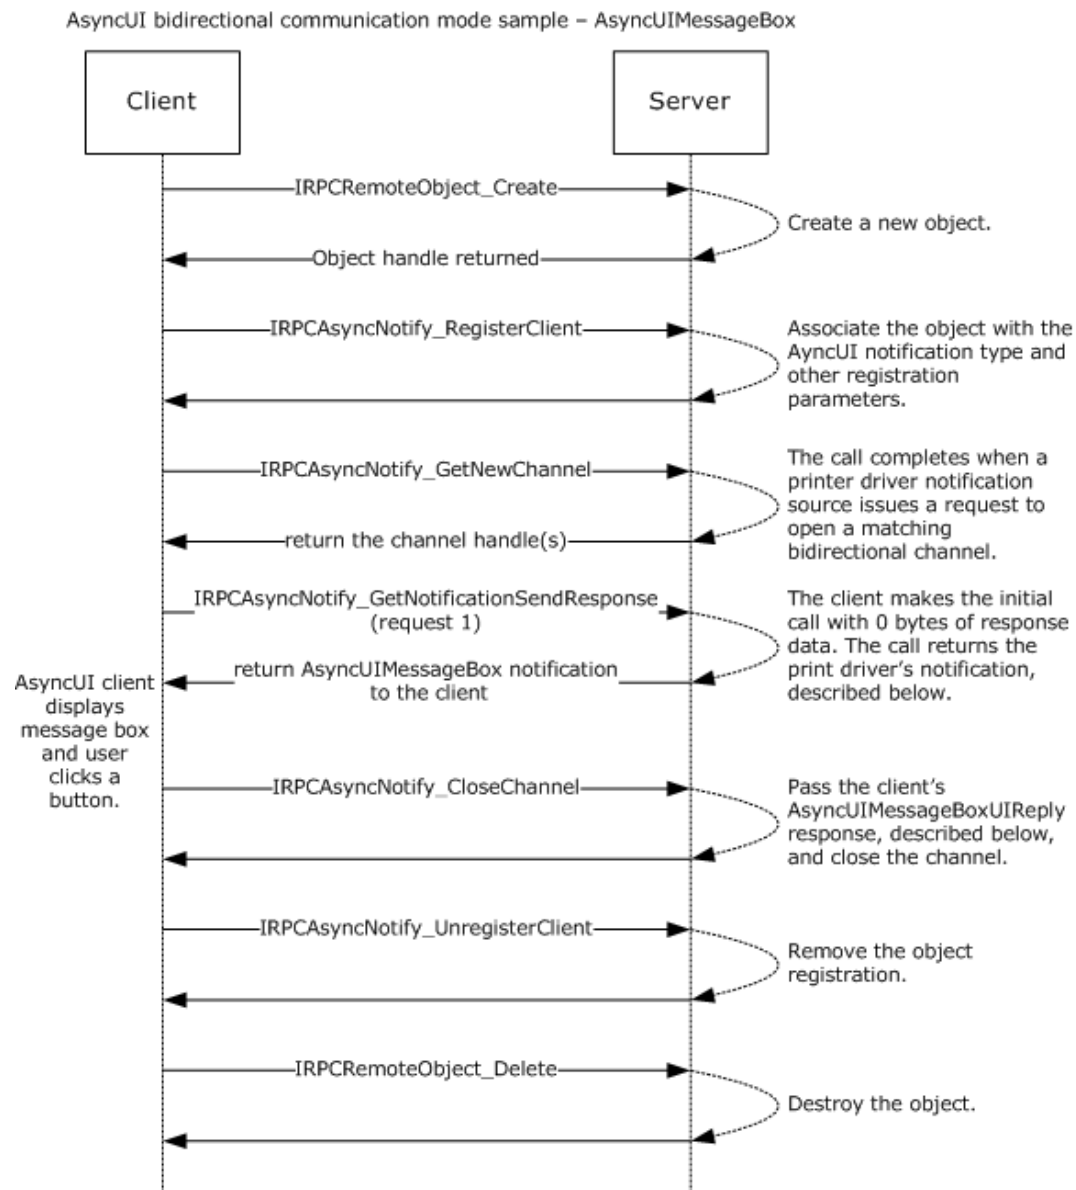 AsyncUI bidirectional communication mode sample – AsyncUIMessageBox
Client
Server
IRPCRemoteObject_Create
Create a new object.
Object handle returned
IRPCAsyncNotify_RegisterClient
Associate the object with the
AyncUI notification type and
other registration
parameters.
IRPCAsyncNotify_GetNewChannel
The call completes when a
printer driver notification
source issues a request to
open a matching
bidirectional channel.
return the channel handle(s)
IRPCAsyncNotify_GetNotificationSendResponse
(request 1)
The client makes the initial
call with 0 bytes of response
data. The call returns the
print driver's notification,
described below.
return AsyncUIMessageBox notification
to the client
AsyncUI client
displays
message box
and user
clicks a
button.
IRPCAsyncNotify_CloseChannel
Pass the client's
AsyncUIMessageBoxUIReply
response, described below,
and close the channel.
IRPCAsyncNotify_UnregisterClient
Remove the object
registration.
IRPCRemoteObject_Delete
Destroy the object.